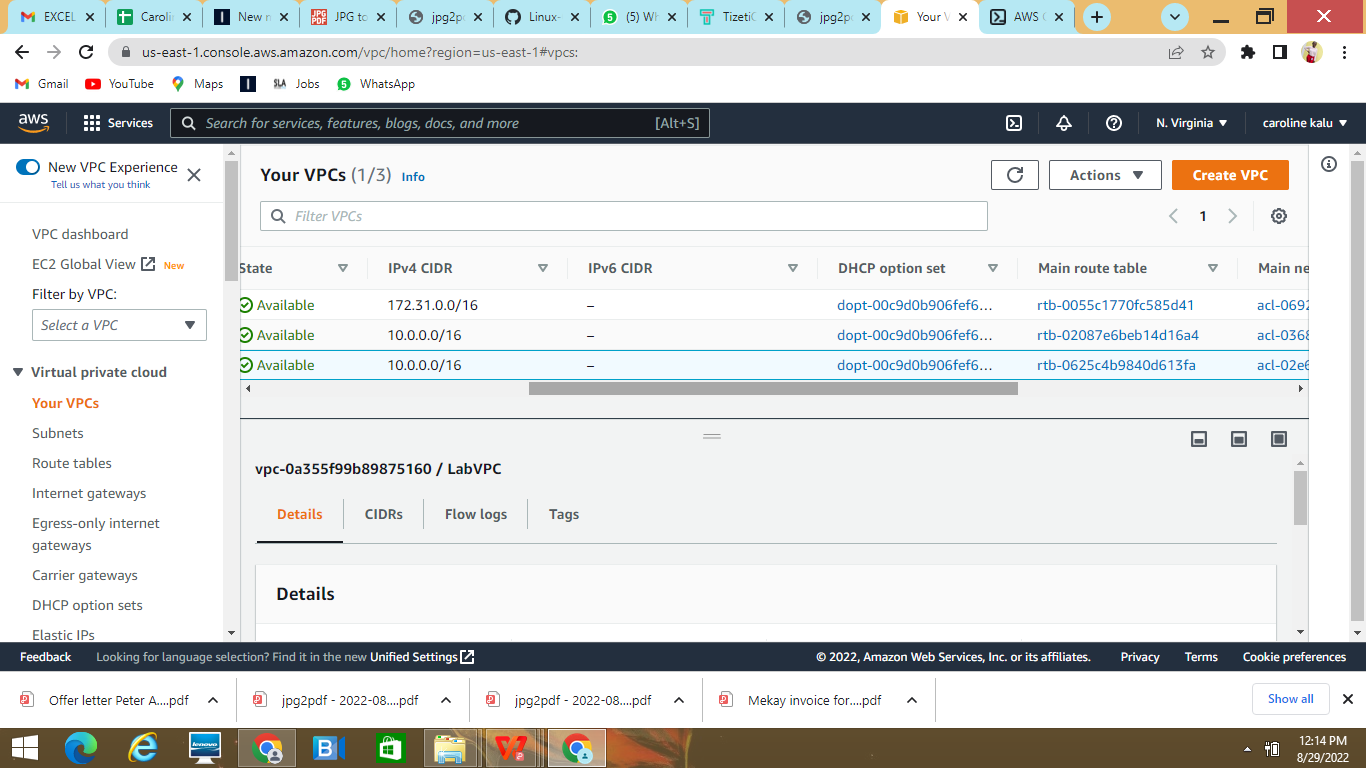 EXCEL
Carolin
New n
JPG to
jpg2po
Linux-
(5) Wh
TizetiC
jpg2po
Your V
AWS C
us-east-1.console.aws.amazon.com/vpc/home?region=us-east-1#vpcs:
Gmail YouTube Maps SLA Jobs WhatsApp
aws Services Search for services, features, blogs, docs, and more [Alt+S] N. Virginia caroline kalu
New VPC Experience
Tell us what you think
VPC dashboard
EC2 Global View New
Filter by VPC:
Select a VPC
Virtual private cloud
Your VPCs
Subnets
Route tables
Internet gateways
Egress-only internet
gateways
Carrier gateways
DHCP option sets
Elastic IPs
Your VPCs (1/3) Info
Actions
Create VPC
Filter VPCs
1
State IPv4 CIDR IPv6 CIDR DHCP option set Main route table Main ne
Available 172.31.0.0/16 – dopt-00c9d0b906fef6... rtb-0055c1770fc585d41 acl-0692
Available 10.0.0.0/16 – dopt-00c9d0b906fef6... rtb-02087e6beb14d16a4 acl-0368
Available 10.0.0.0/16 – dopt-00c9d0b906fef6... rtb-0625c4b9840d613fa acl-02e6
vpc-0a355f99b89875160 / LabVPC
Details CIDRs Flow logs Tags
Details
Feedback Looking for language selection? Find it in the new Unified Settings © 2022, Amazon Web Services, Inc. or its affiliates. Privacy Terms Cookie preferences
Offer letter Peter A....pdf jpg2pdf - 2022-08....pdf jpg2pdf - 2022-08....pdf Mekay invoice for....pdf Show all
lenovo
12:14 PM
8/29/2022